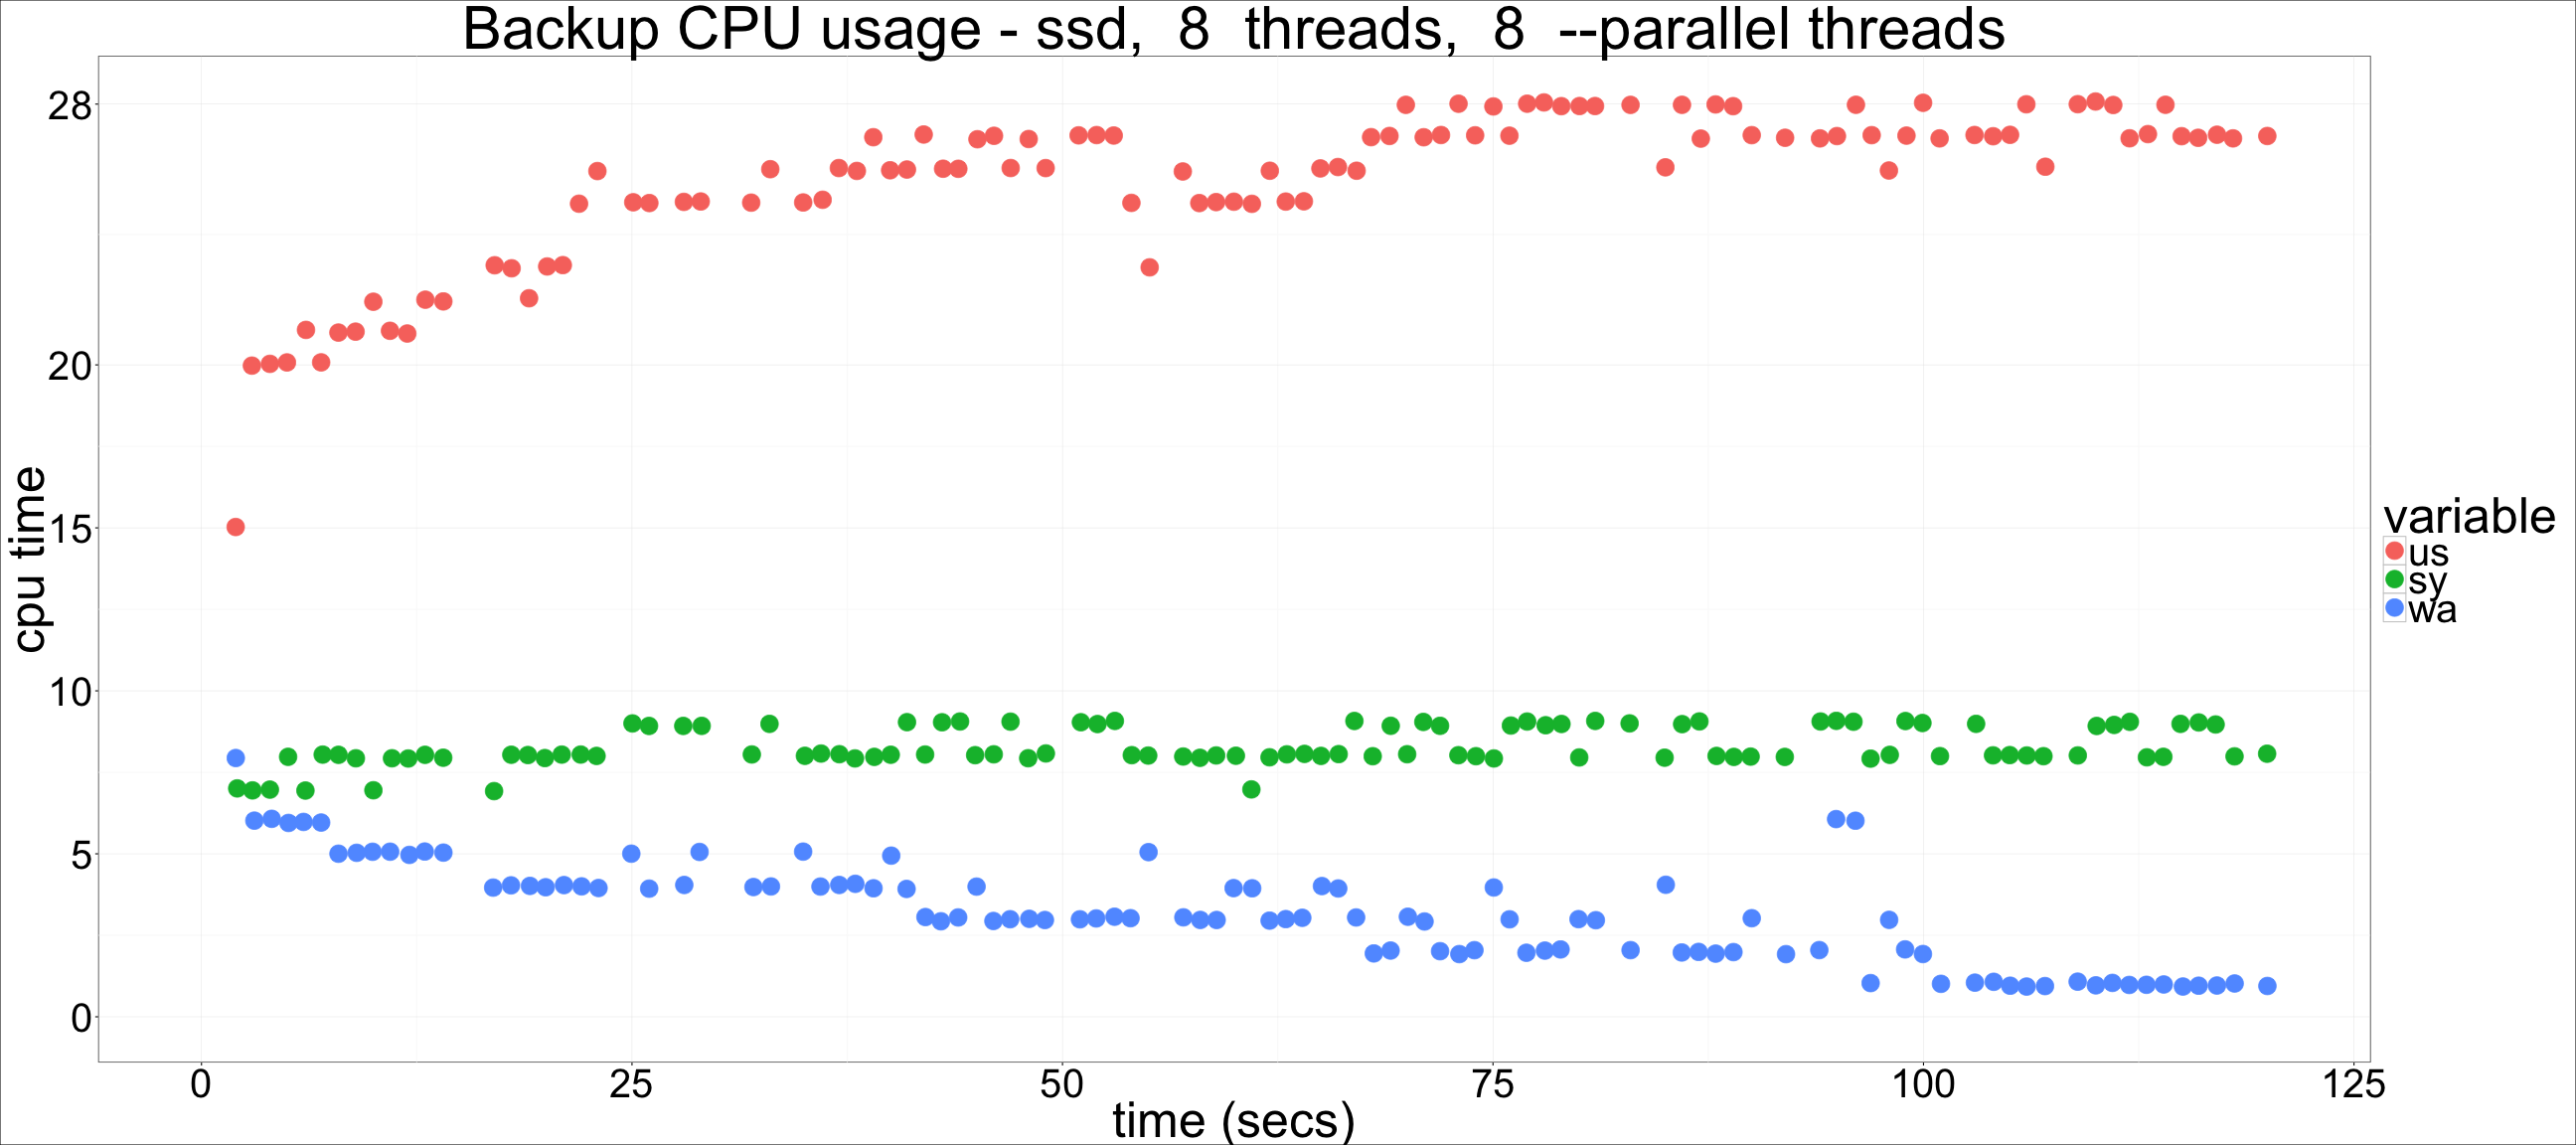 Backup CPU usage - ssd,  8  threads,  8  --parallel threads
28
20
15
10
5
0
cpu time
0 25 50 75 100 125
time (secs)
variable
us
sy
wa